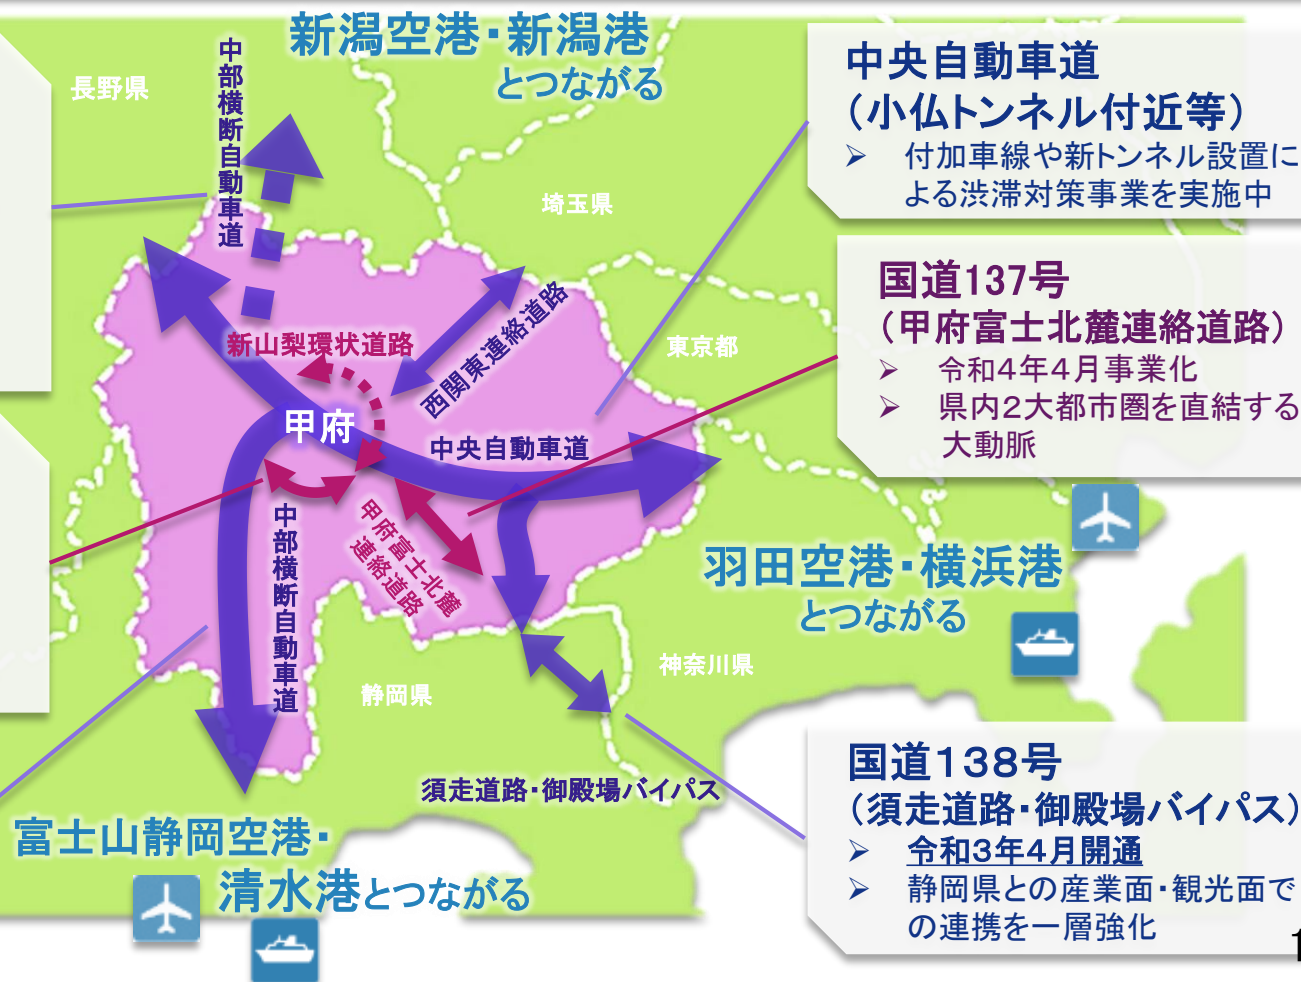 新潟空港・新潟港
とつながる
長野県
中部横断自動車道
埼玉県
新山梨環状道路
西関東連絡道路
東京都
甲府
中央自動車道
中部横断自動車道
甲府富士北麓
連絡道路
羽田空港・横浜港
とつながる
神奈川県
静岡県
須走道路・御殿場バイパス
富士山静岡空港・
清水港とつながる
中央自動車道
（小仏トンネル付近等）
➢ 付加車線や新トンネル設置に
よる渋滞対策事業を実施中
国道137号
（甲府富士北麓連絡道路）
➢ 令和４年４月事業化
➢ 県内２大都市圏を直結する
大動脈
国道１３８号
（須走道路・御殿場バイパス）
➢ 令和３年４月開通
➢ 静岡県との産業面・観光面で
の連携を一層強化